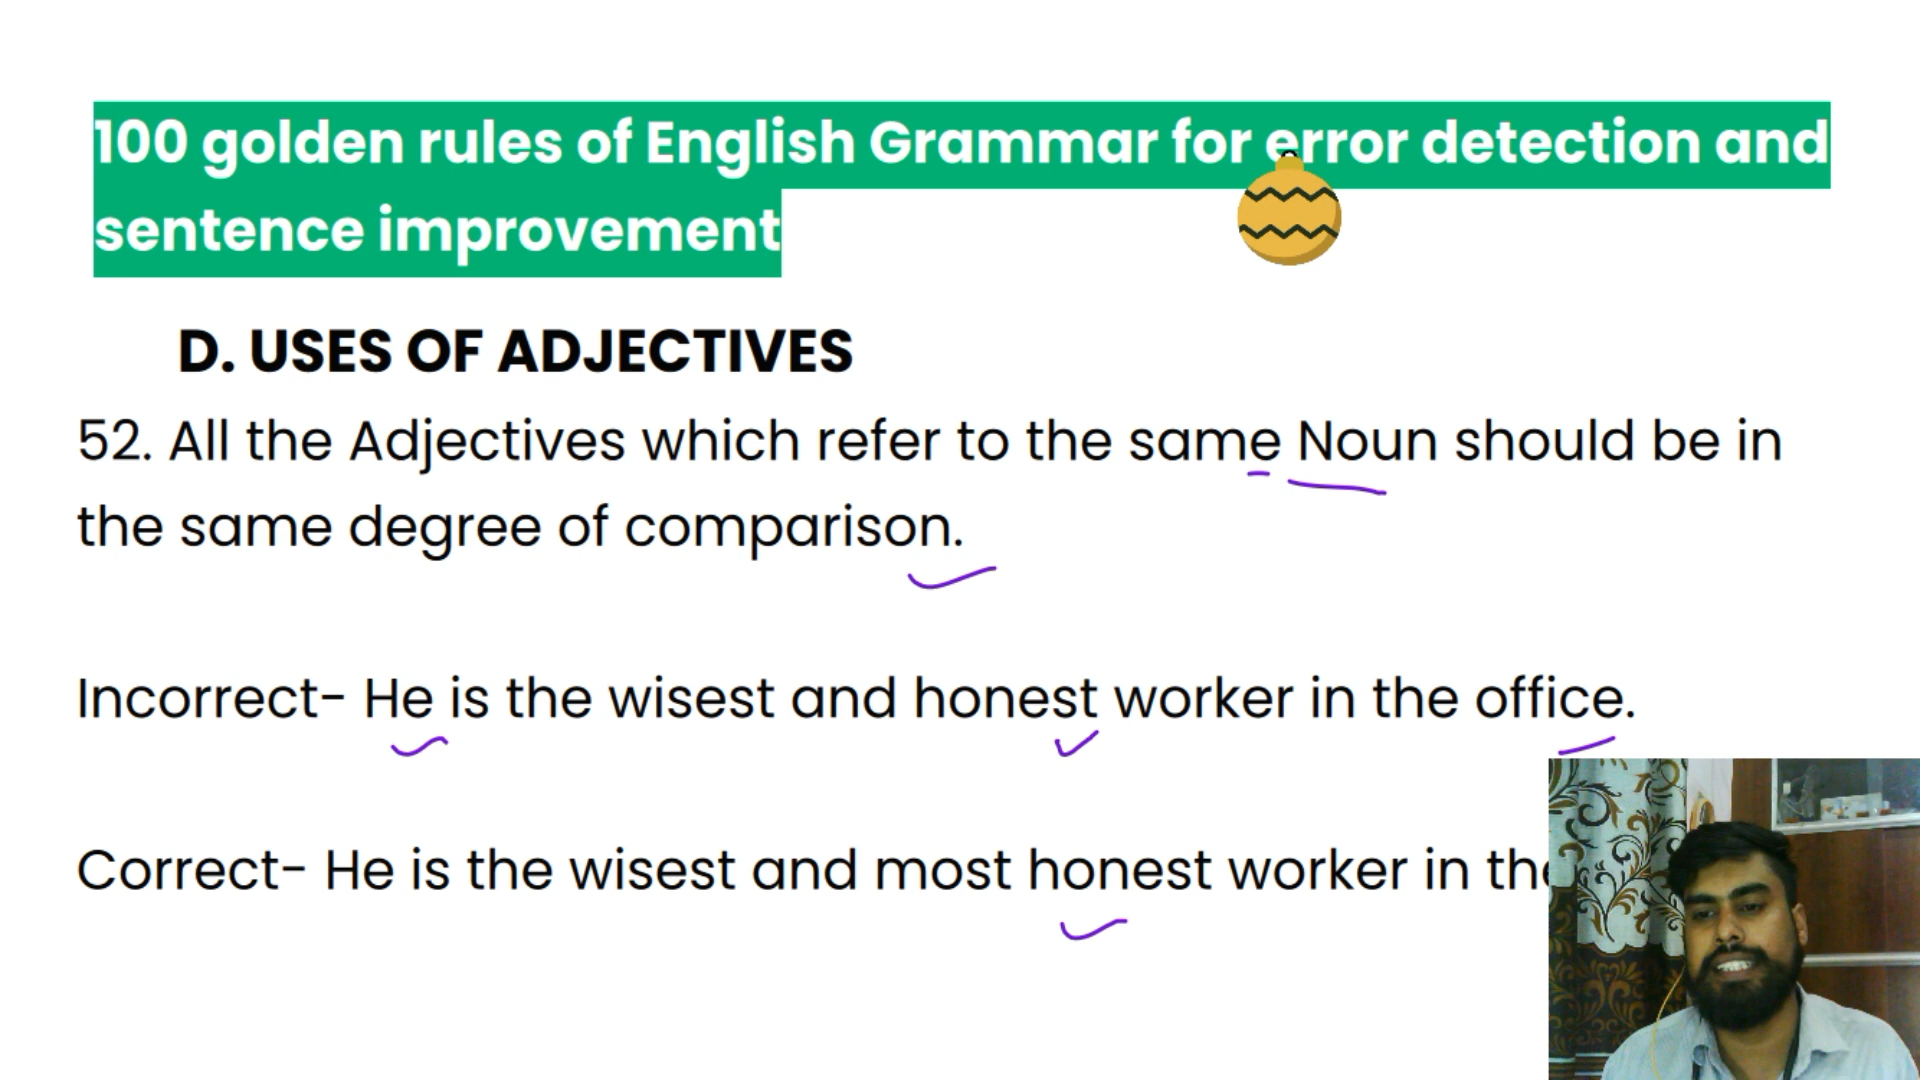 100 golden rules of English Grammar for error detection and
sentence improvement
D. USES OF ADJECTIVES
52. All the Adjectives which refer to the same Noun should be in
the same degree of comparison.
Incorrect- He is the wisest and honest worker in the office.
Correct- He is the wisest and most honest worker in the